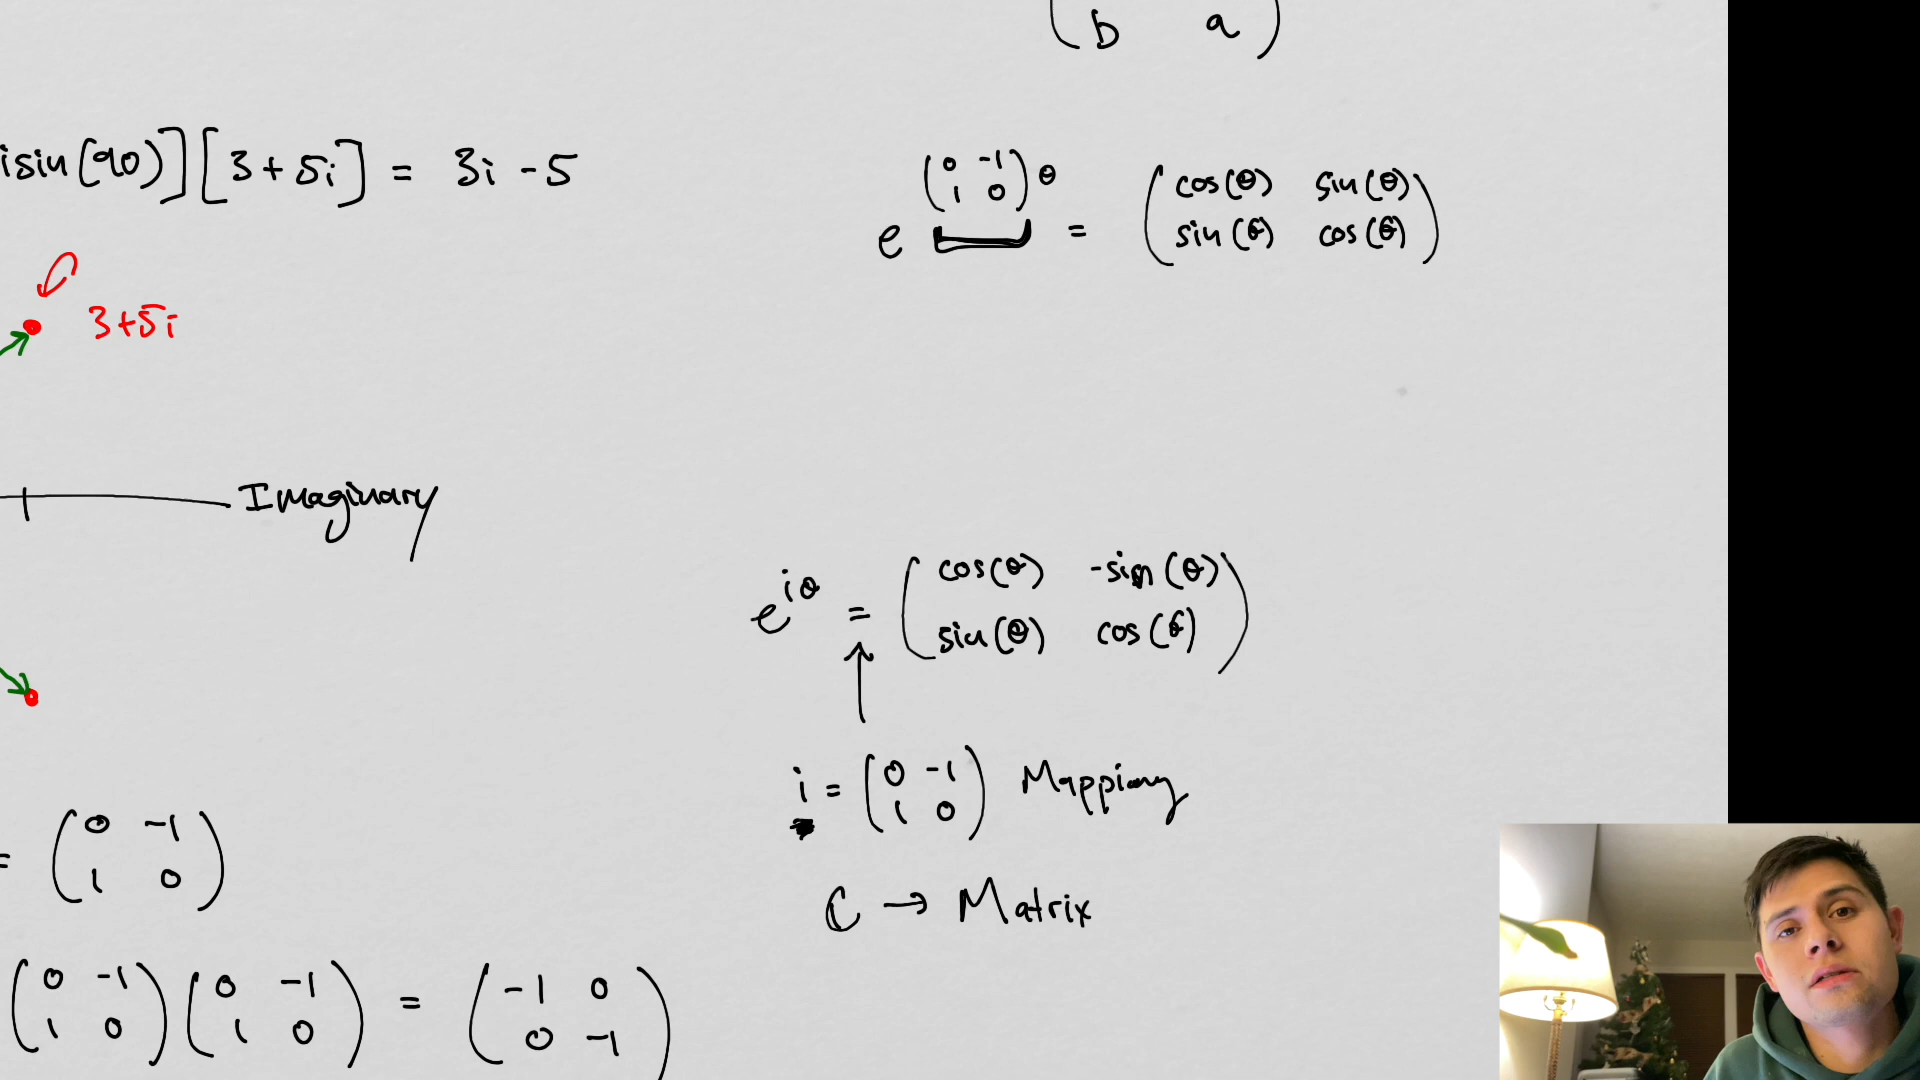 (b a)
isin(90)][3+5i] = 3i -5
e^(0 -1
1 0)θ = (cos(θ) sin(θ)
sin(θ) cos(θ))
3+5i
Imaginary
e^iθ = (cos(θ) -sin(θ)
sin(θ) cos(θ))
i = (0 -1
1 0) Mapping
= (0 -1
1 0)
ℂ → Matrix
(0 -1
1 0)(0 -1
1 0) = (-1 0
0 -1)